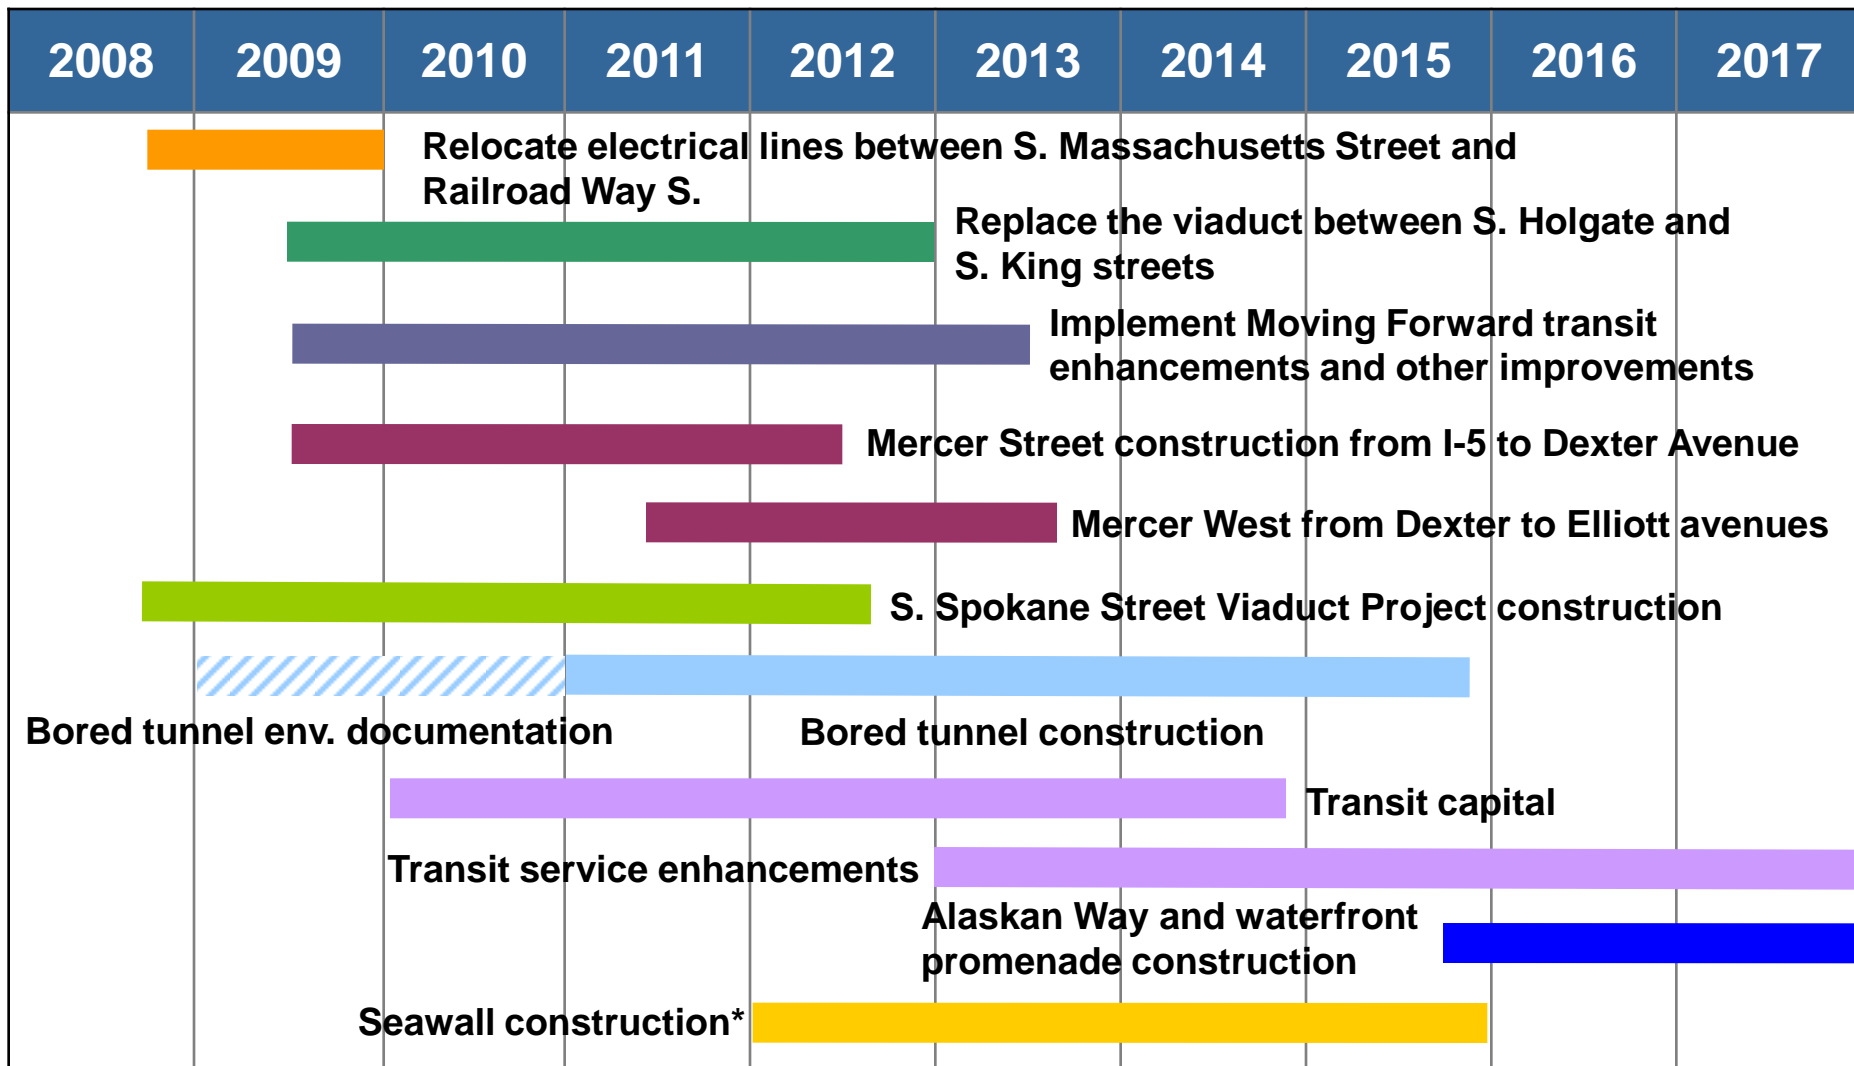 2008 2009 2010 2011 2012 2013 2014 2015 2016 2017
Relocate electrical lines between S. Massachusetts Street and
Railroad Way S.
Replace the viaduct between S. Holgate and
S. King streets
Implement Moving Forward transit
enhancements and other improvements
Mercer Street construction from I-5 to Dexter Avenue
Mercer West from Dexter to Elliott avenues
S. Spokane Street Viaduct Project construction
Bored tunnel env. documentation
Bored tunnel construction
Transit capital
Transit service enhancements
Alaskan Way and waterfront
promenade construction
Seawall construction*